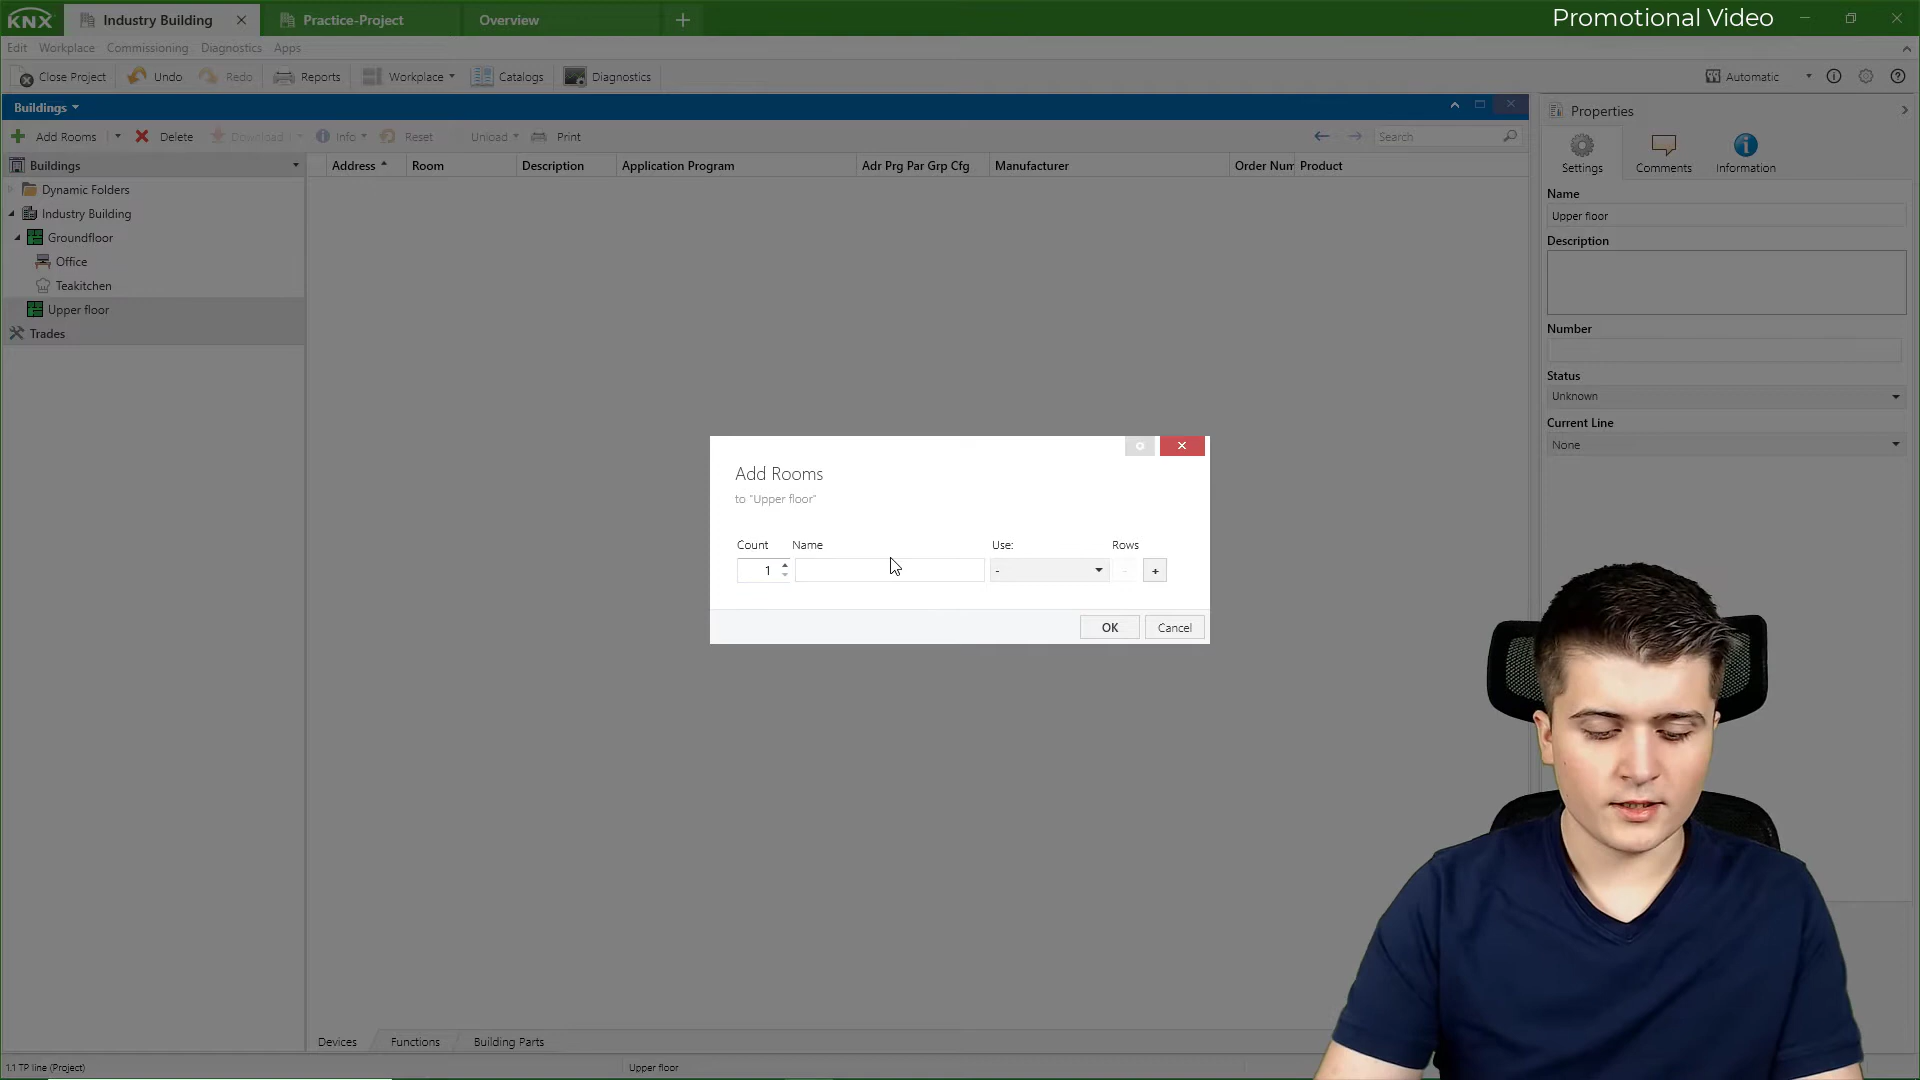 KNX Industry Building Practice-Project Overview Promotional Video
Edit Workplace Commissioning Diagnostics Apps
Close Project Undo Redo Reports Workplace Catalogs Diagnostics Automatic
Buildings
Add Rooms Delete Download Info Reset Unload Print Search
Buildings
Address Room Description Application Program Adr Prg Par Grp Cfg Manufacturer Order Num Product
Dynamic Folders
Industry Building
Groundfloor
Office
Teakitchen
Upper floor
Trades
Properties
Settings Comments Information
Name
Upper floor
Description
Number
Status
Unknown
Current Line
None
Add Rooms
to "Upper floor"
Count Name Use: Rows
1 - - +
OK Cancel
Devices Functions Building Parts
1.1 TP line (Project) Upper floor